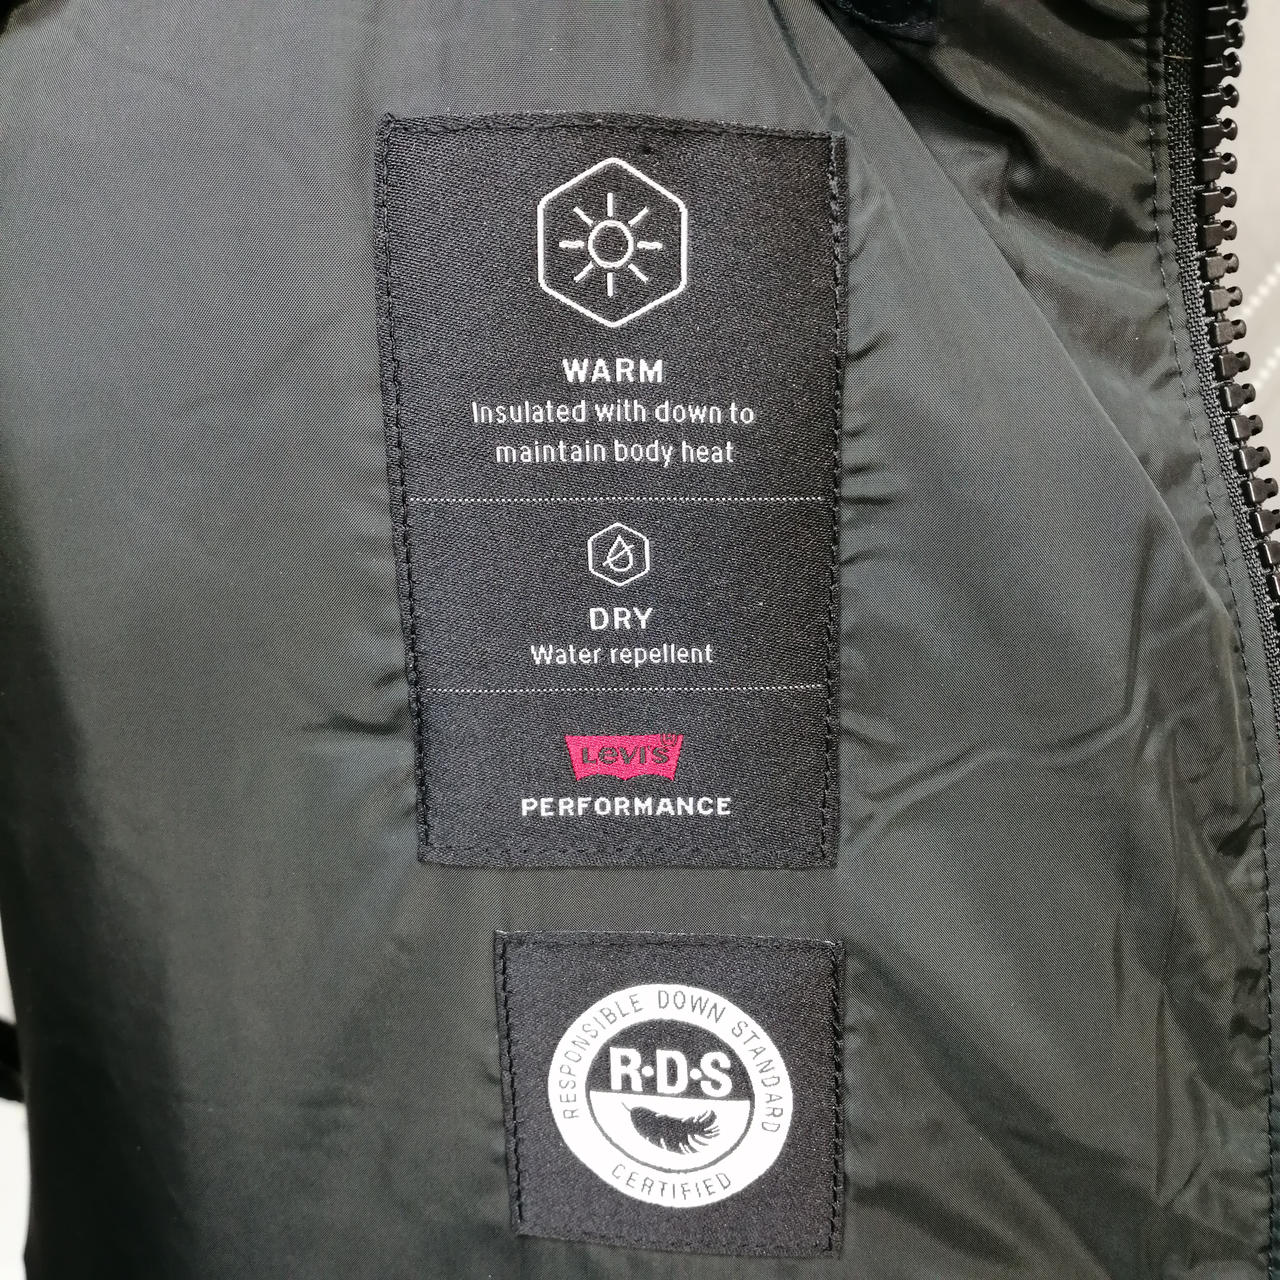 WARM
Insulated with down to
maintain body heat
DRY
Water repellent
Levi's®
PERFORMANCE
RESPONSIBLE DOWN STANDARD
R·D·S
CERTIFIED